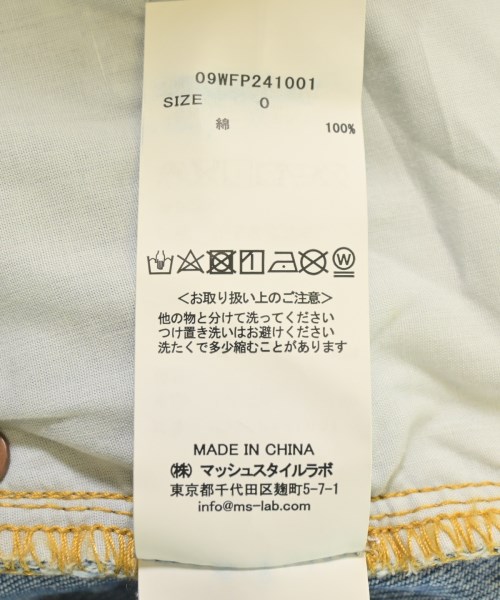 09WFP241001
SIZE 0
綿 100%
W
<お取り扱い上のご注意>
他の物と分けて洗ってください
つけ置き洗いはお避けください
洗たくで多少縮むことがあります
MADE IN CHINA
(株) マッシュスタイルラボ
東京都千代田区麹町5-7-1
info@ms-lab.com